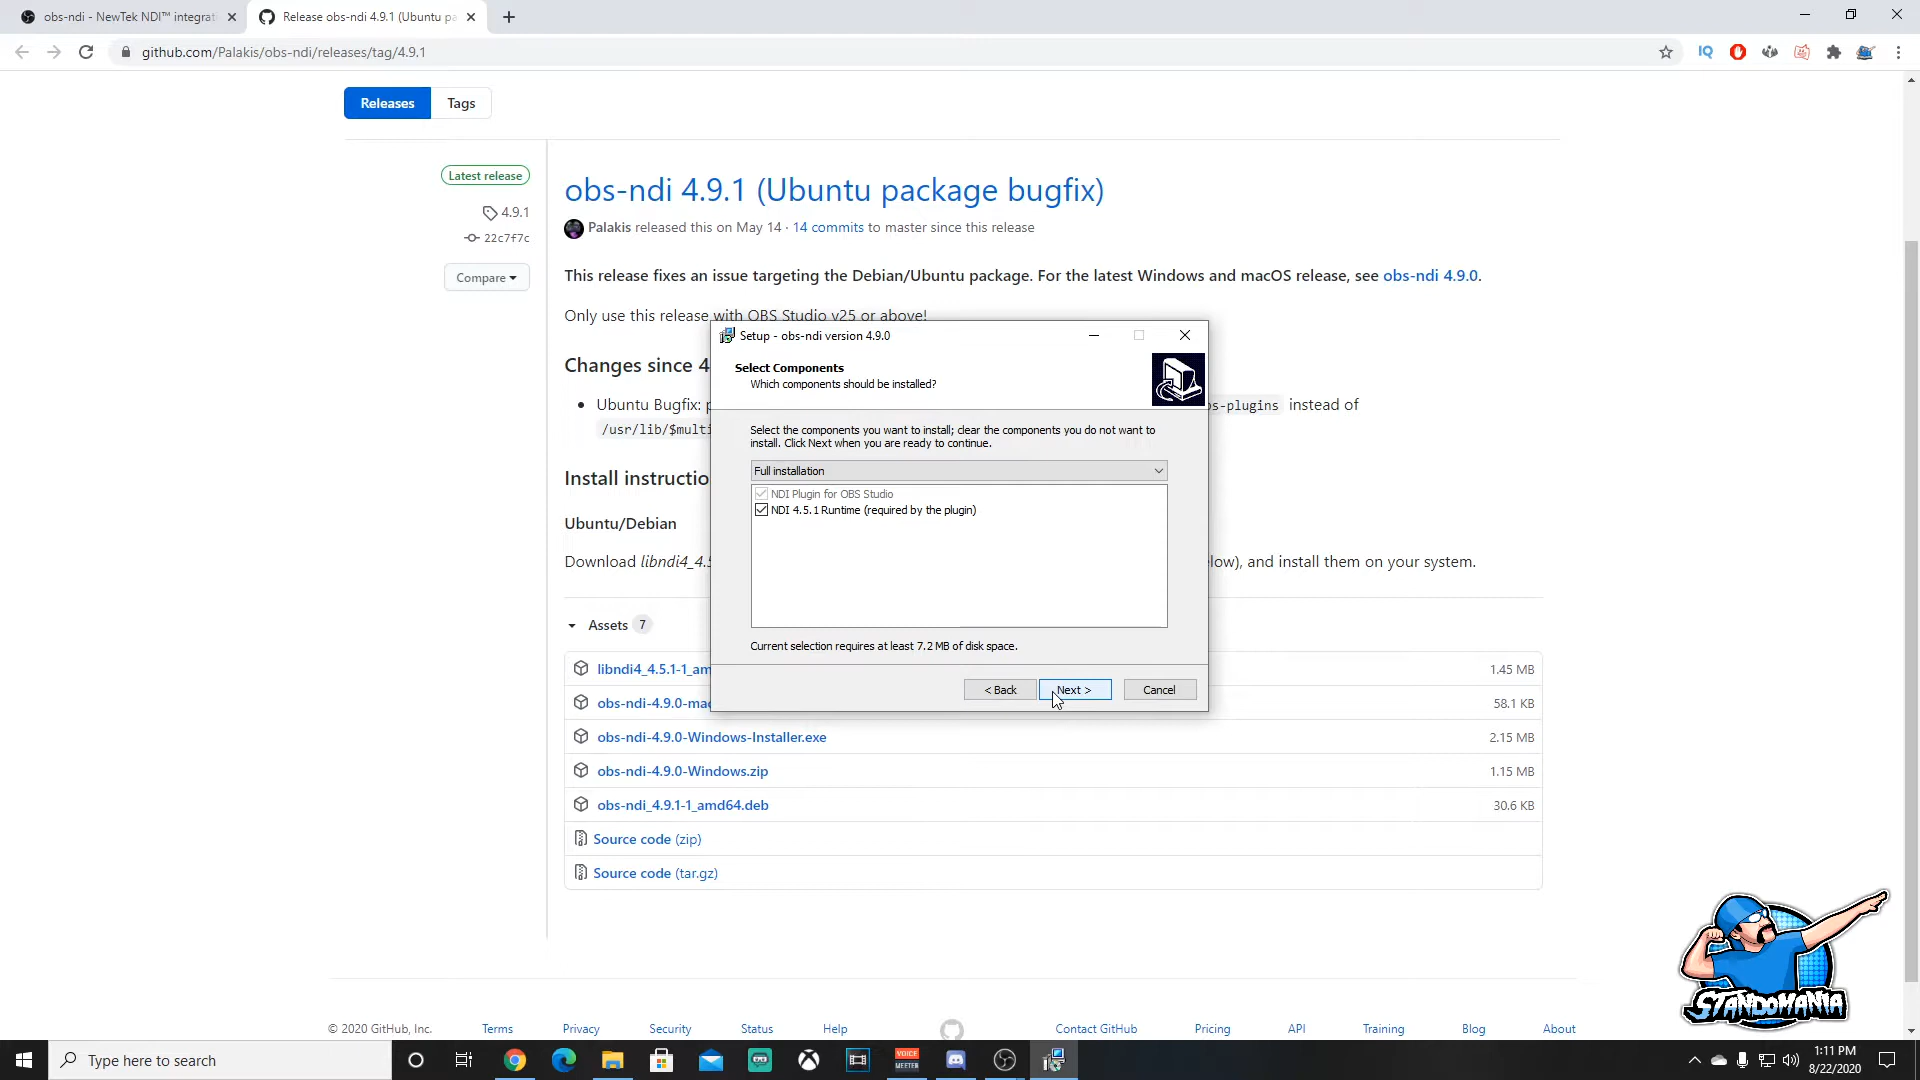 obs-ndi - NewTek NDI™ integrati
Release obs-ndi 4.9.1 (Ubuntu pa
github.com/Palakis/obs-ndi/releases/tag/4.9.1
IQ
Releases
Tags
Latest release
4.9.1
22c7f7c
Compare
obs-ndi 4.9.1 (Ubuntu package bugfix)
Palakis released this on May 14 · 14 commits to master since this release
This release fixes an issue targeting the Debian/Ubuntu package. For the latest Windows and macOS release, see obs-ndi 4.9.0.
Only use this release with OBS Studio v25 or above!
Changes since 4
Ubuntu Bugfix: p
bs-plugins instead of
/usr/lib/$multi
Install instructio
Ubuntu/Debian
Download libndi4_4.5
low), and install them on your system.
Setup - obs-ndi version 4.9.0
Select Components
Which components should be installed?
Select the components you want to install; clear the components you do not want to
install. Click Next when you are ready to continue.
Full installation
NDI Plugin for OBS Studio
NDI 4.5.1 Runtime (required by the plugin)
Current selection requires at least 7.2 MB of disk space.
< Back
Next >
Cancel
Assets 7
libndi4_4.5.1-1_am
1.45 MB
obs-ndi-4.9.0-mac
58.1 KB
obs-ndi-4.9.0-Windows-Installer.exe
2.15 MB
obs-ndi-4.9.0-Windows.zip
1.15 MB
obs-ndi_4.9.1-1_amd64.deb
30.6 KB
Source code (zip)
Source code (tar.gz)
STANDOMANIA
© 2020 GitHub, Inc.
Terms
Privacy
Security
Status
Help
Contact GitHub
Pricing
API
Training
Blog
About
Type here to search
VOICE
MEETER
1:11 PM
8/22/2020